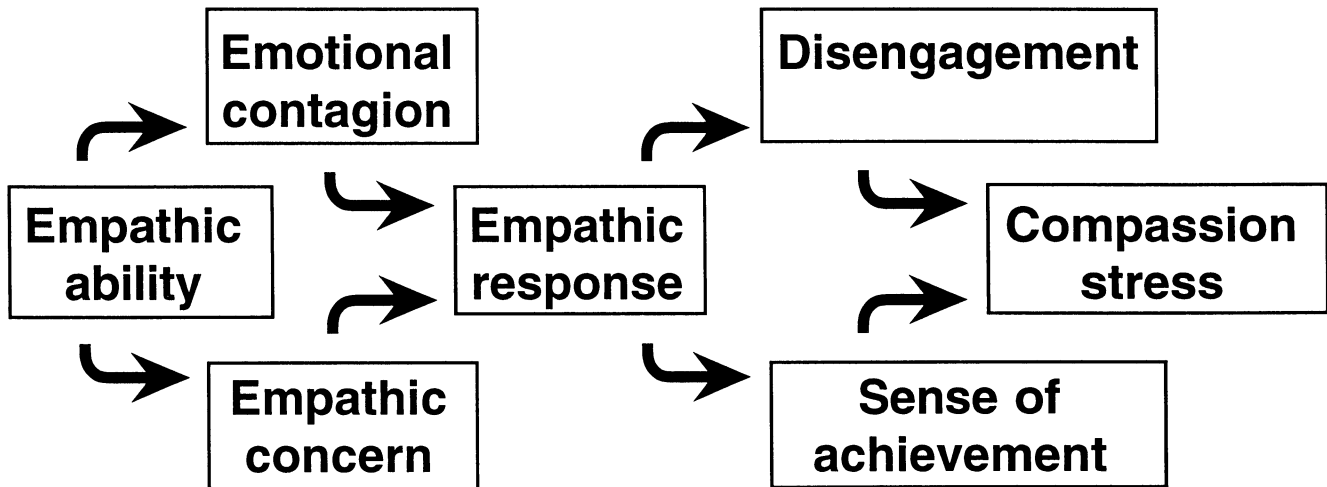 Emotional
contagion
Disengagement
Empathic
ability
Empathic
response
Compassion
stress
Empathic
concern
Sense of
achievement